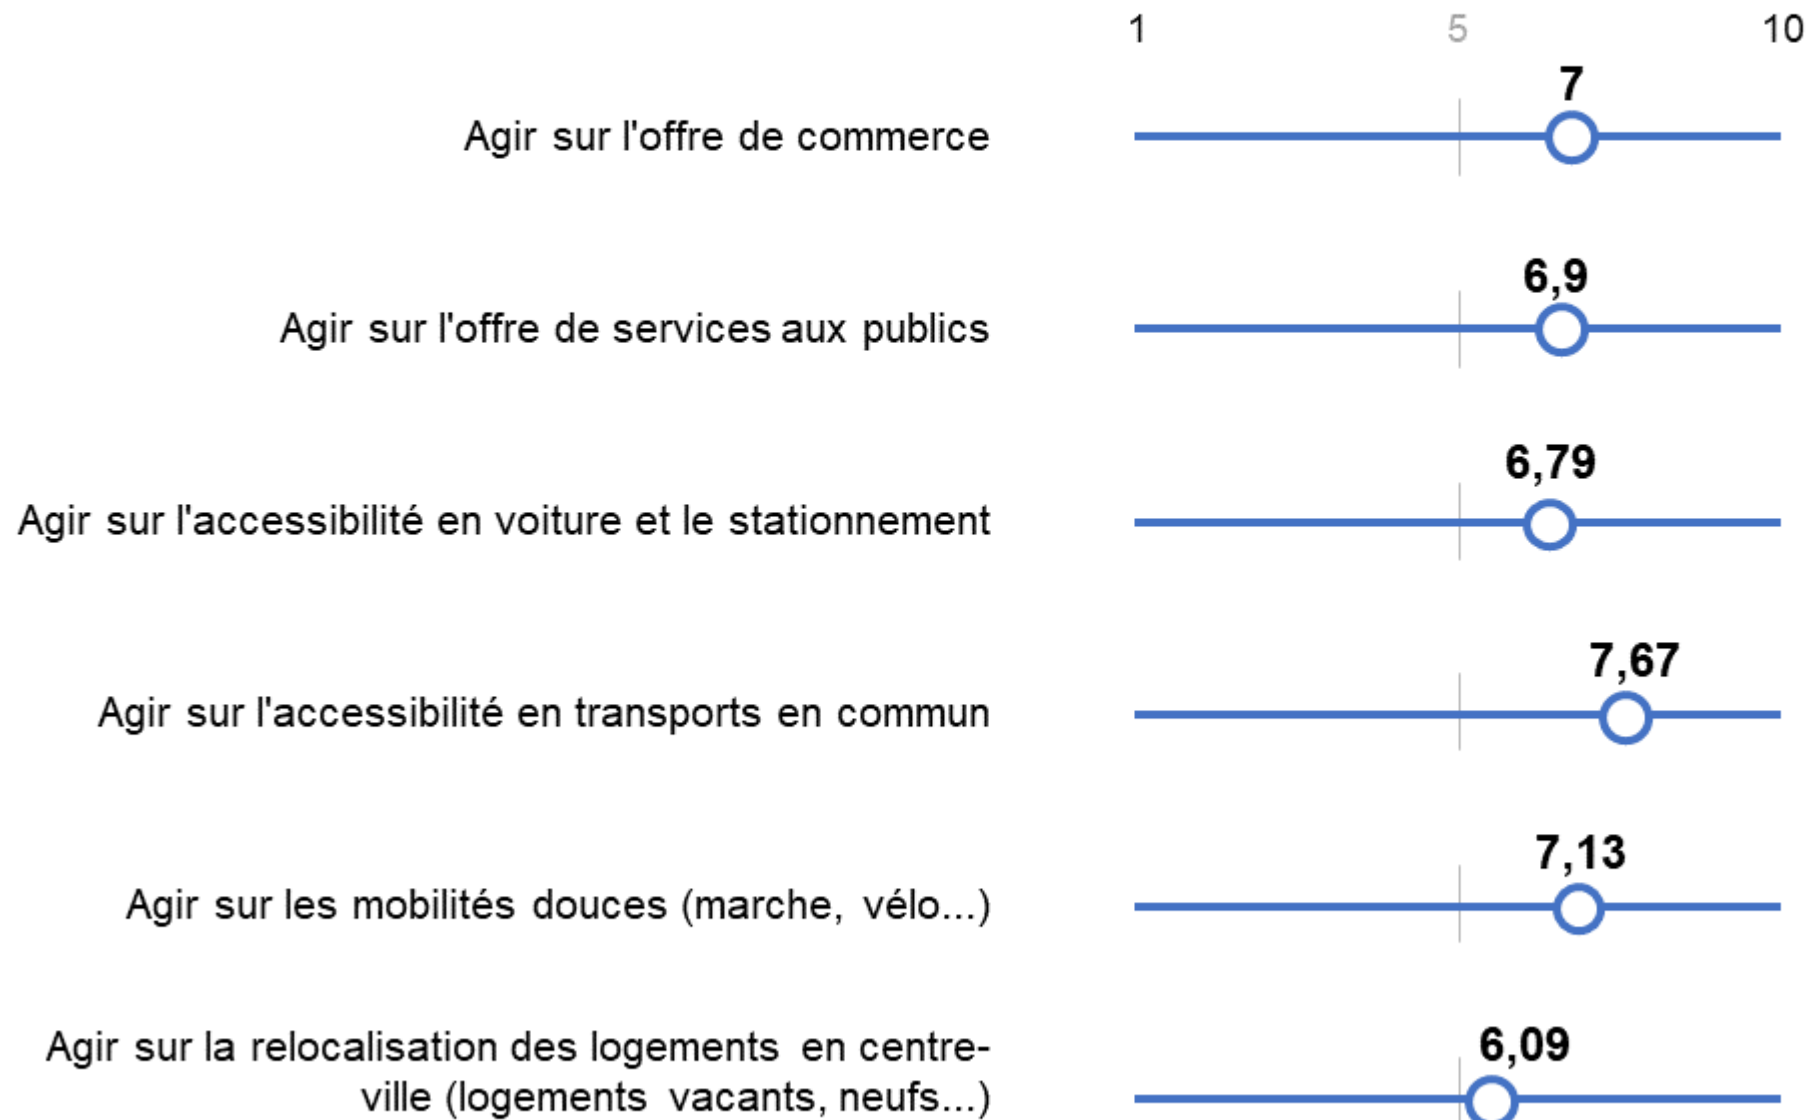 1 5 10
7
Agir sur l'offre de commerce
6,9
Agir sur l'offre de services aux publics
6,79
Agir sur l'accessibilité en voiture et le stationnement
7,67
Agir sur l'accessibilité en transports en commun
7,13
Agir sur les mobilités douces (marche, vélo...)
6,09
Agir sur la relocalisation des logements en centre-
ville (logements vacants, neufs...)